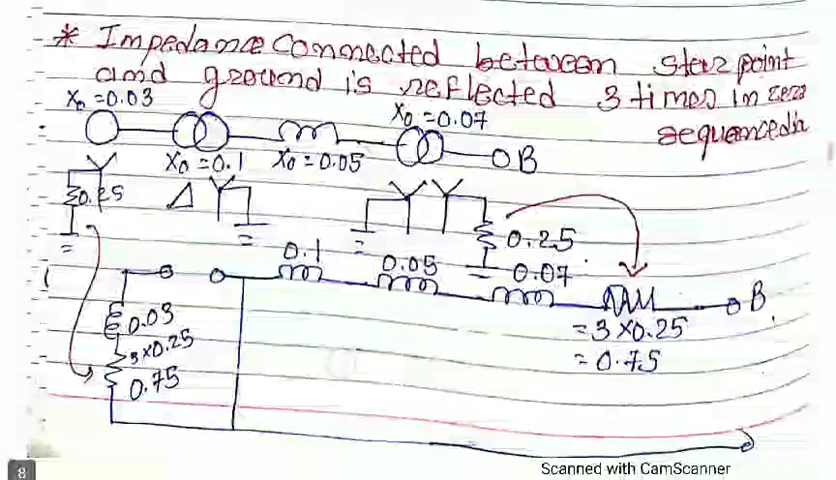 * Impedance Connected between star point
and ground is reflected 3 times in zero
sequence dia
X₀ =0.03
X₀ =0.07
B
X₀ =0.1 X₀ =0.05
0.25
Δ
0.25
0.1
0.05
0.07
B
0.03
3×0.25
0.75
=3×0.25
=0.75
8
Scanned with CamScanner